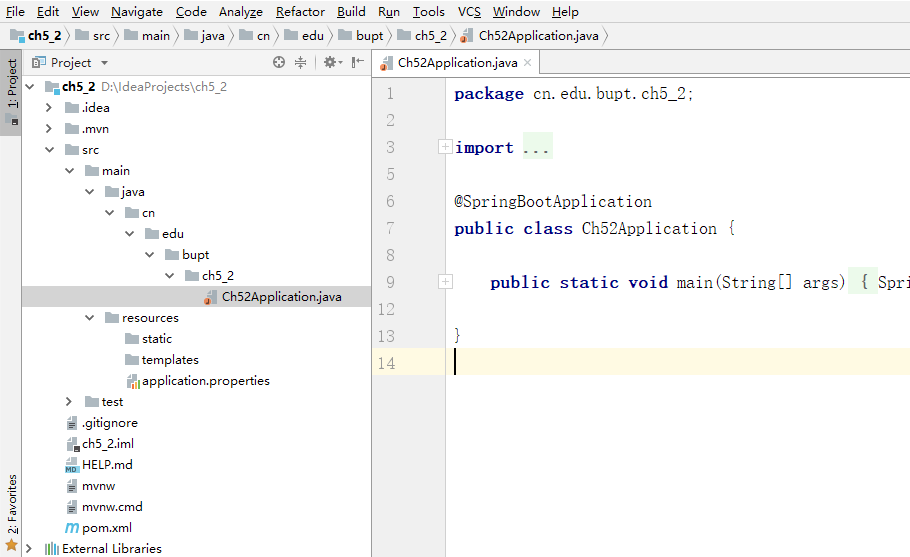 File Edit View Navigate Code Analyze Refactor Build Run Tools VCS Window Help
ch5_2 src main java cn edu bupt ch5_2 Ch52Application.java
1: Project
2: Favorites
Project
ch5_2 D:\IdeaProjects\ch5_2
.idea
.mvn
src
main
java
cn
edu
bupt
ch5_2
Ch52Application.java
resources
static
templates
application.properties
test
.gitignore
ch5_2.iml
HELP.md
mvnw
mvnw.cmd
pom.xml
External Libraries
Ch52Application.java
1 package cn.edu.bupt.ch5_2;
2
3 import ...
5
6 @SpringBootApplication
7 public class Ch52Application {
8
9 public static void main(String[] args) { Spri
12
13 }
14